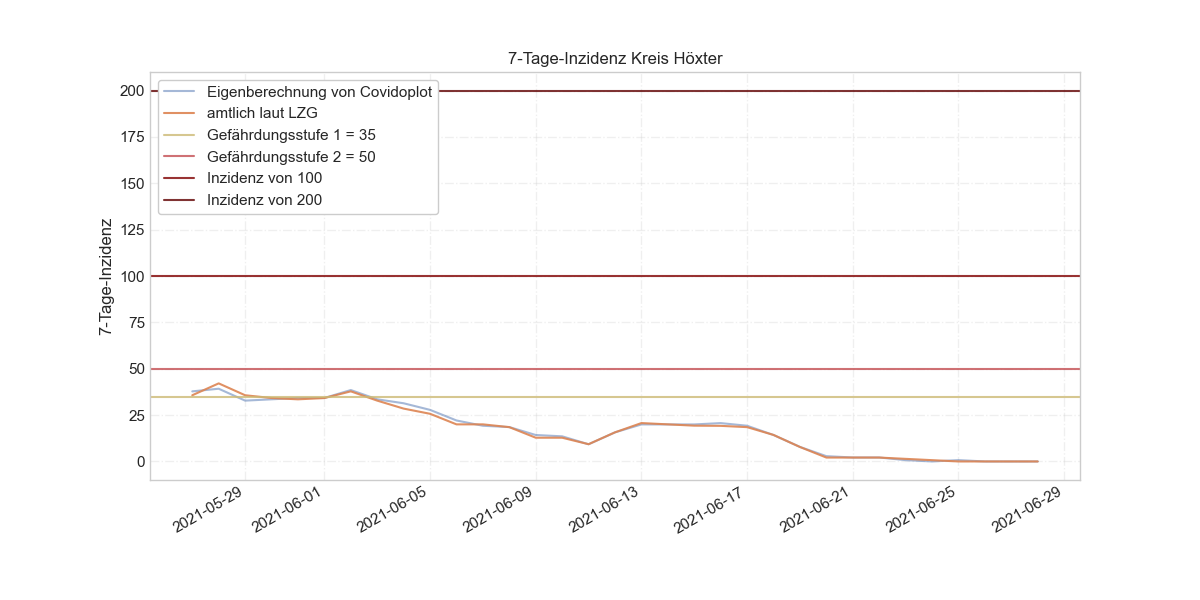 7-Tage-Inzidenz Kreis Höxter
Eigenberechnung von Covidoplot
amtlich laut LZG
Gefährdungsstufe 1 = 35
Gefährdungsstufe 2 = 50
Inzidenz von 100
Inzidenz von 200
7-Tage-Inzidenz
200
175
150
125
100
75
50
25
0
2021-05-29
2021-06-01
2021-06-05
2021-06-09
2021-06-13
2021-06-17
2021-06-21
2021-06-25
2021-06-29